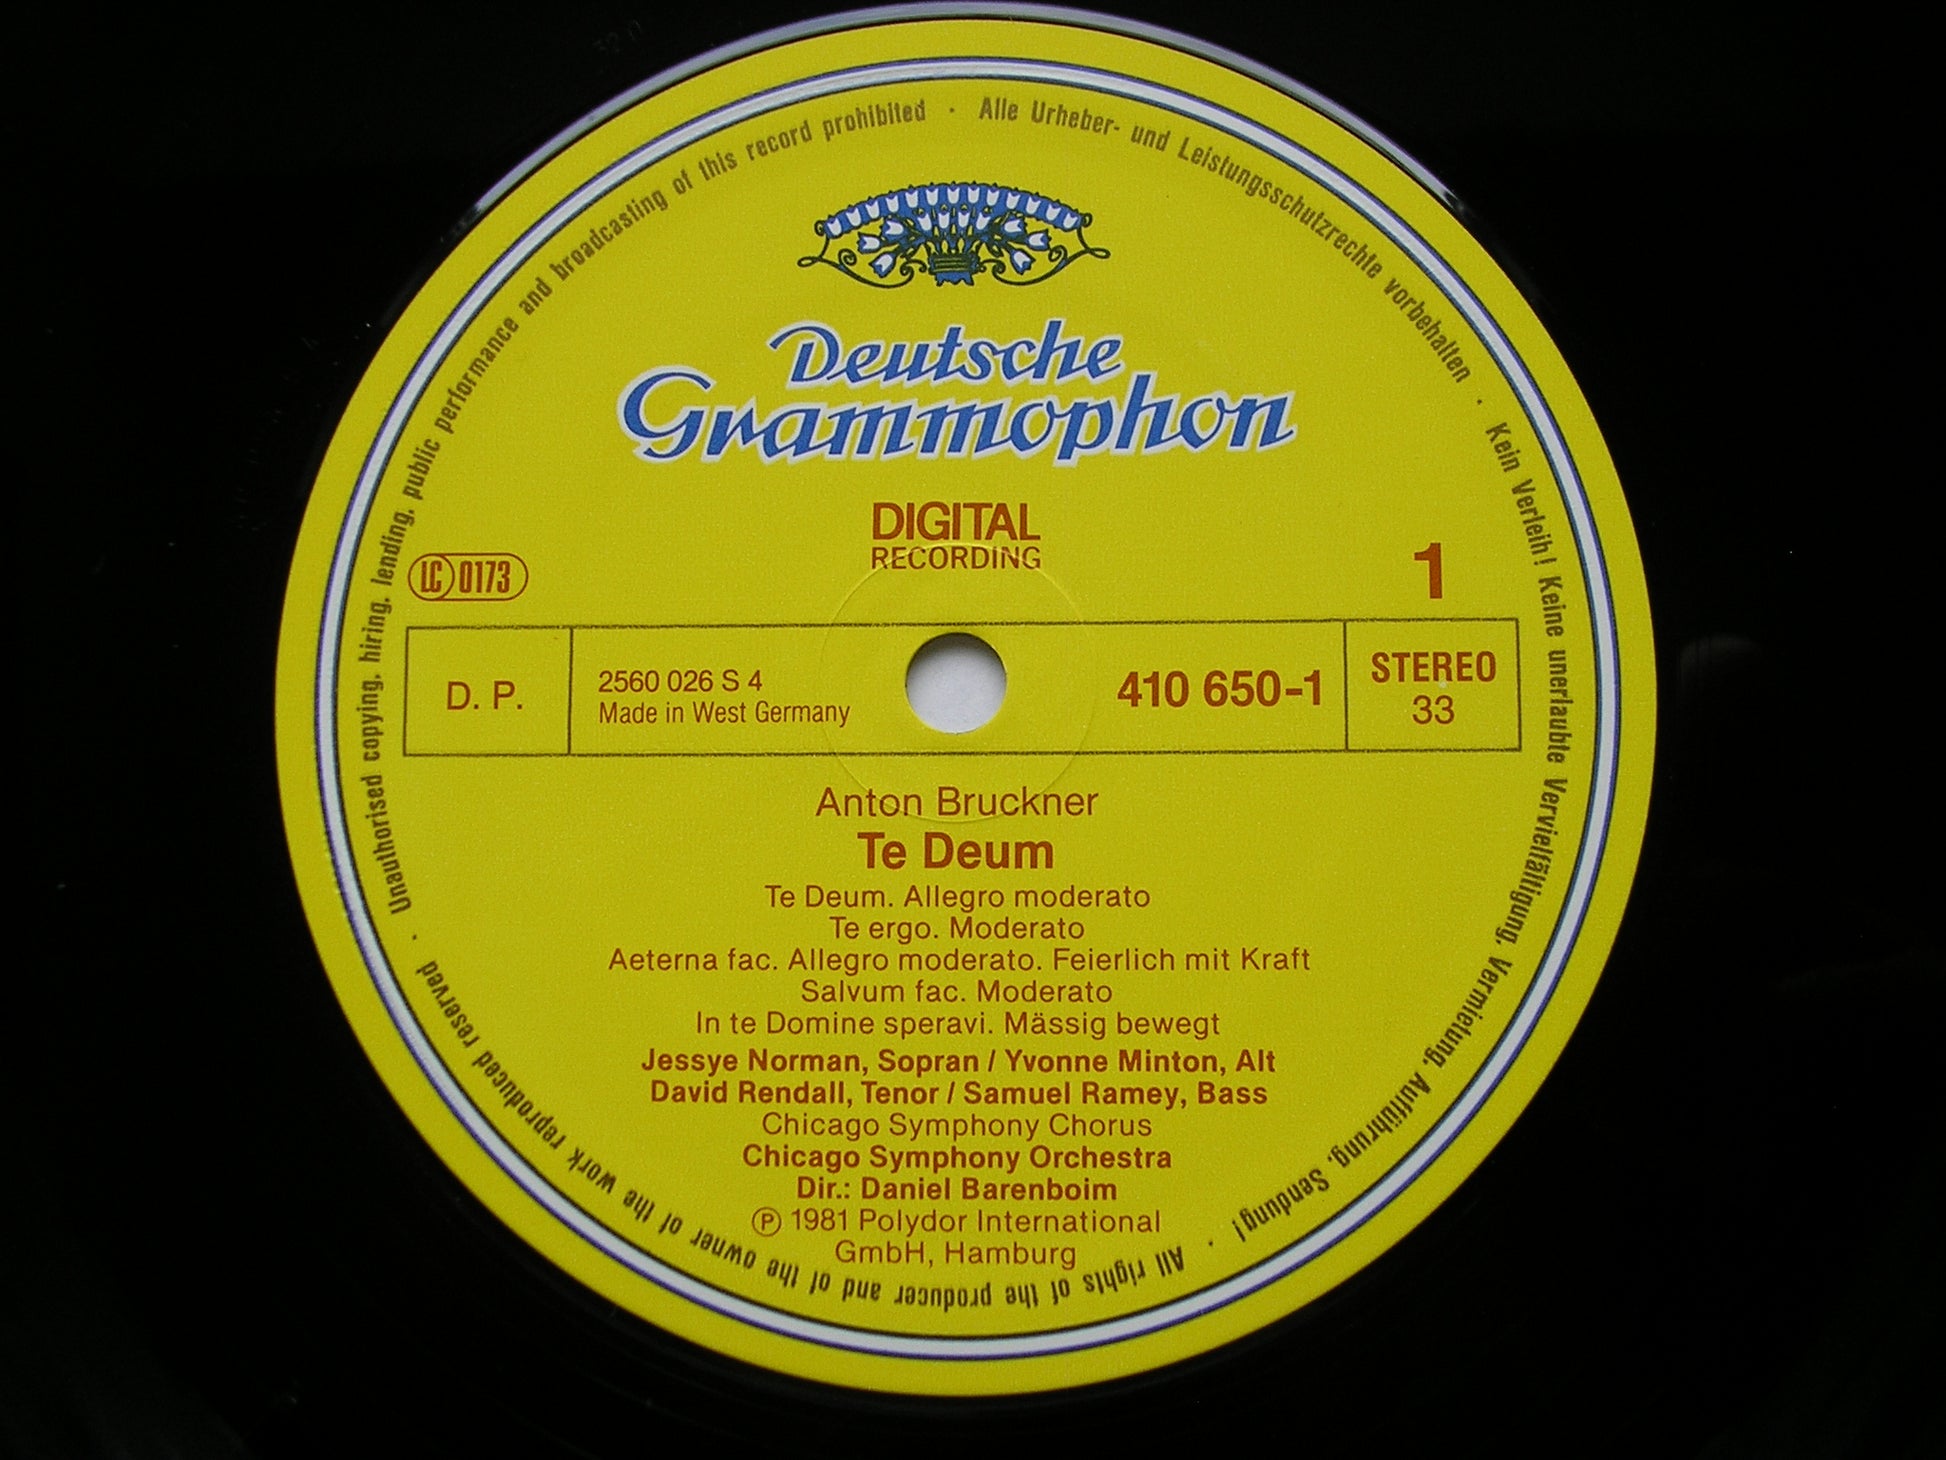 Unauthorised copying, hiring, lending, public performance and broadcasting of this record prohibited · Alle Urheber- und Leistungsschutzrechte vorbehalten · Kein Verleih! Keine unerlaubte Vervielfältigung, Vermietung, Aufführung, Sendung! · All rights of the producer and of the owner of the work reproduced reserved ·
Deutsche
Grammophon
DIGITAL
RECORDING
LC 0173
1
D. P.
2560 026 S 4
Made in West Germany
410 650-1
STEREO
33
Anton Bruckner
Te Deum
Te Deum. Allegro moderato
Te ergo. Moderato
Aeterna fac. Allegro moderato. Feierlich mit Kraft
Salvum fac. Moderato
In te Domine speravi. Mässig bewegt
Jessye Norman, Sopran / Yvonne Minton, Alt
David Rendall, Tenor / Samuel Ramey, Bass
Chicago Symphony Chorus
Chicago Symphony Orchestra
Dir.: Daniel Barenboim
Ⓟ 1981 Polydor International
GmbH, Hamburg